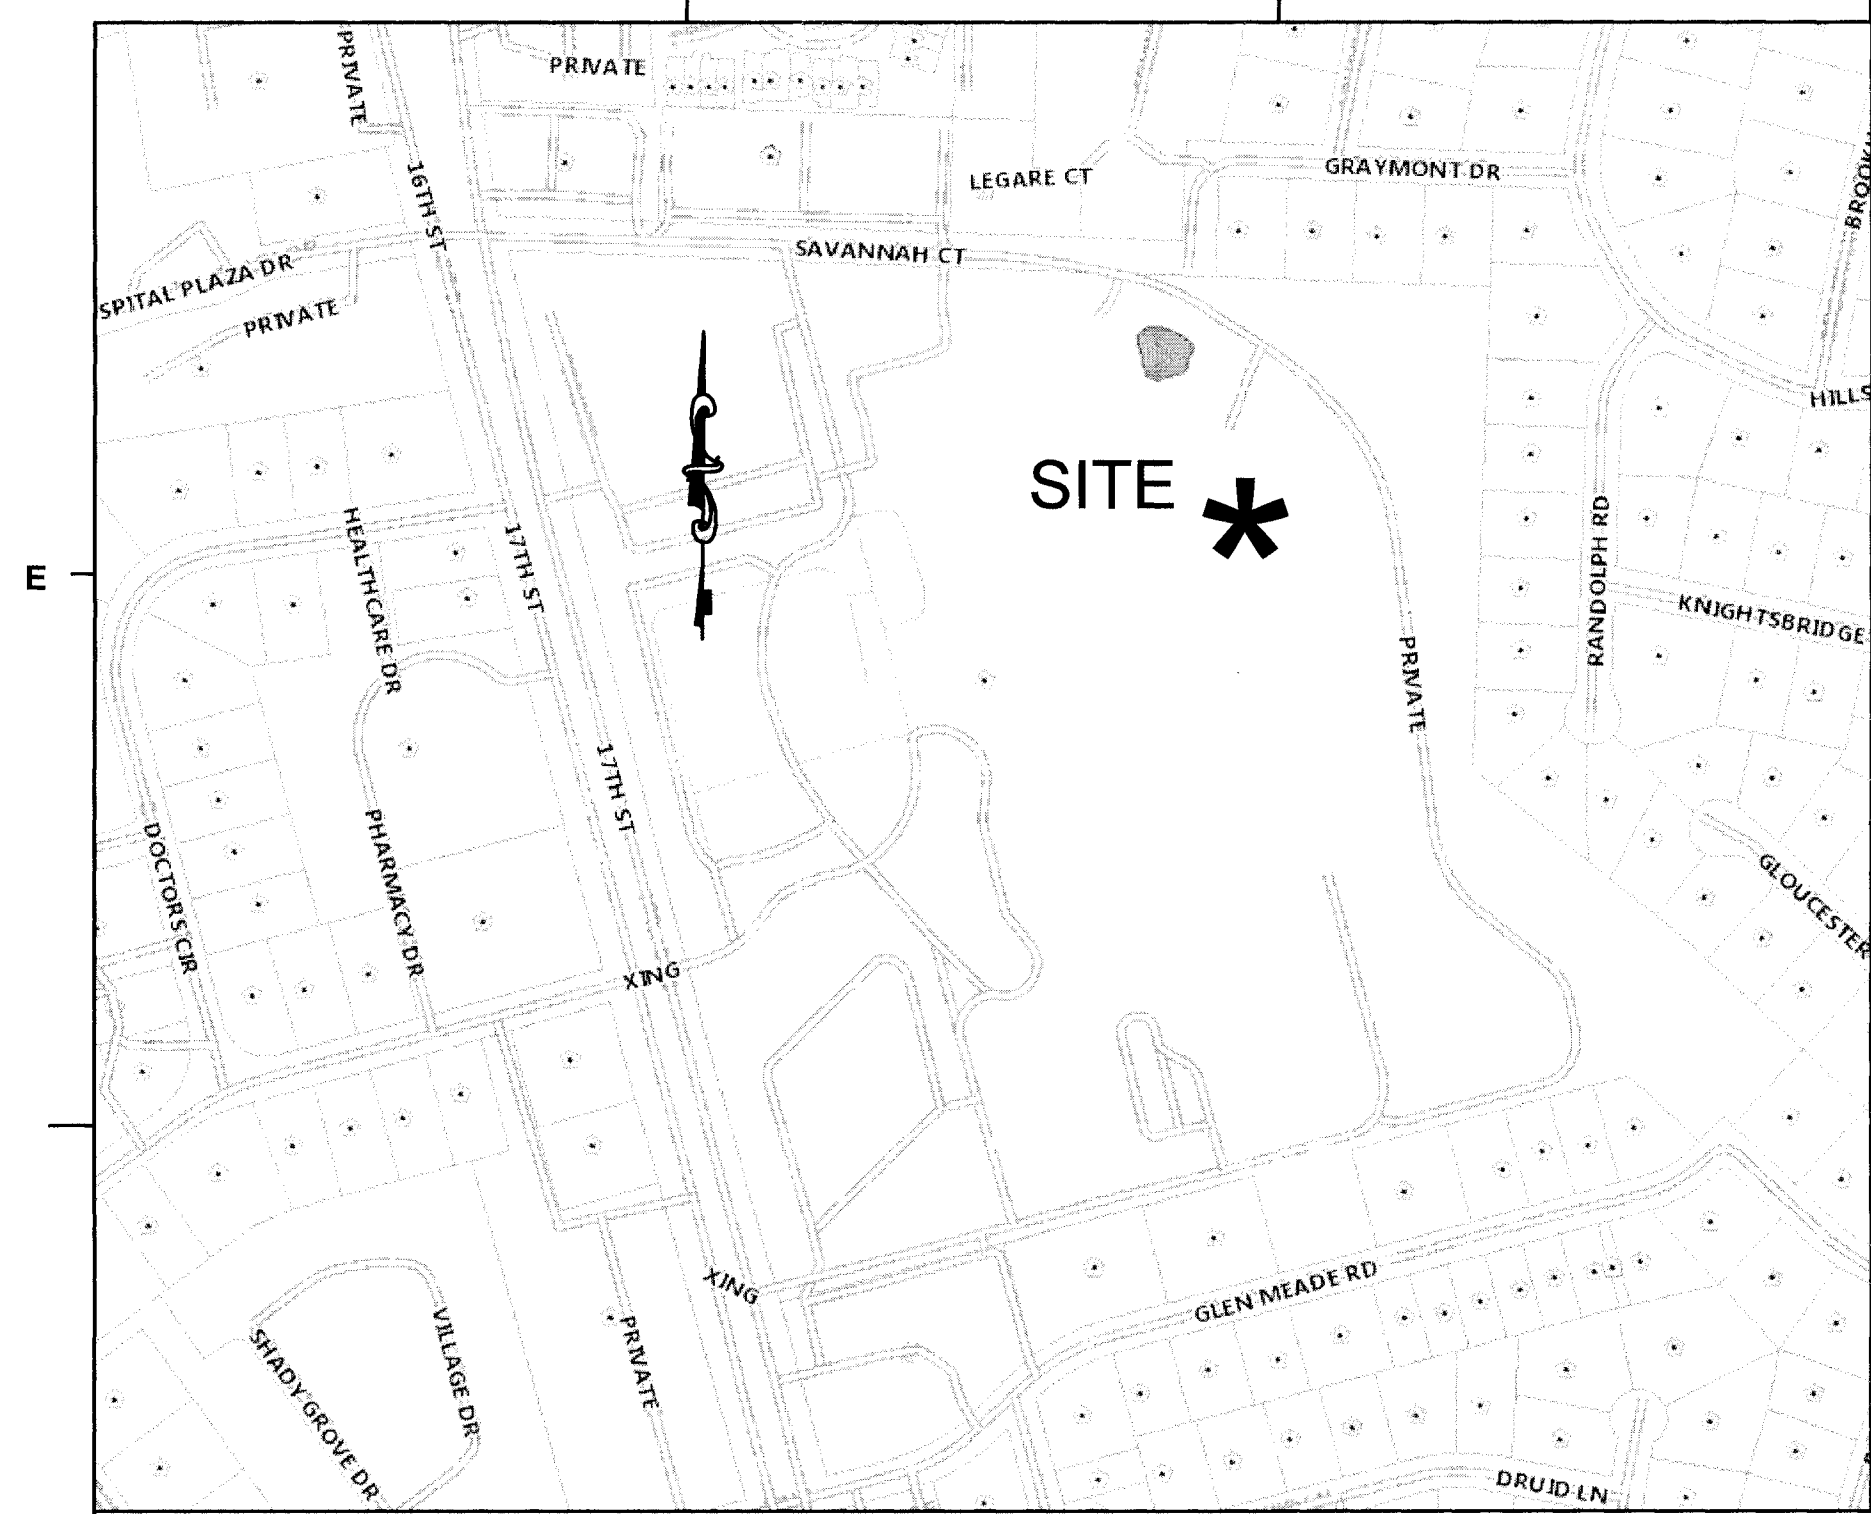 PRIVATE
PRIVATE
16TH ST
LEGARE CT
GRAYMONT DR
SAVANNAH CT
SPITAL PLAZA DR
PRIVATE
HILLS
SITE
*
E
HEALTHCARE DR
17TH ST
RANDOLPH RD
KNIGHTSBRIDGE
PRIVATE
17TH ST
DOCTORS CIR
PHARMACY DR
GLOUCESTER
XING
XING
GLEN MEADE RD
VILLAGE DR
SHADY GROVE DR
PRIVATE
DRUID LN